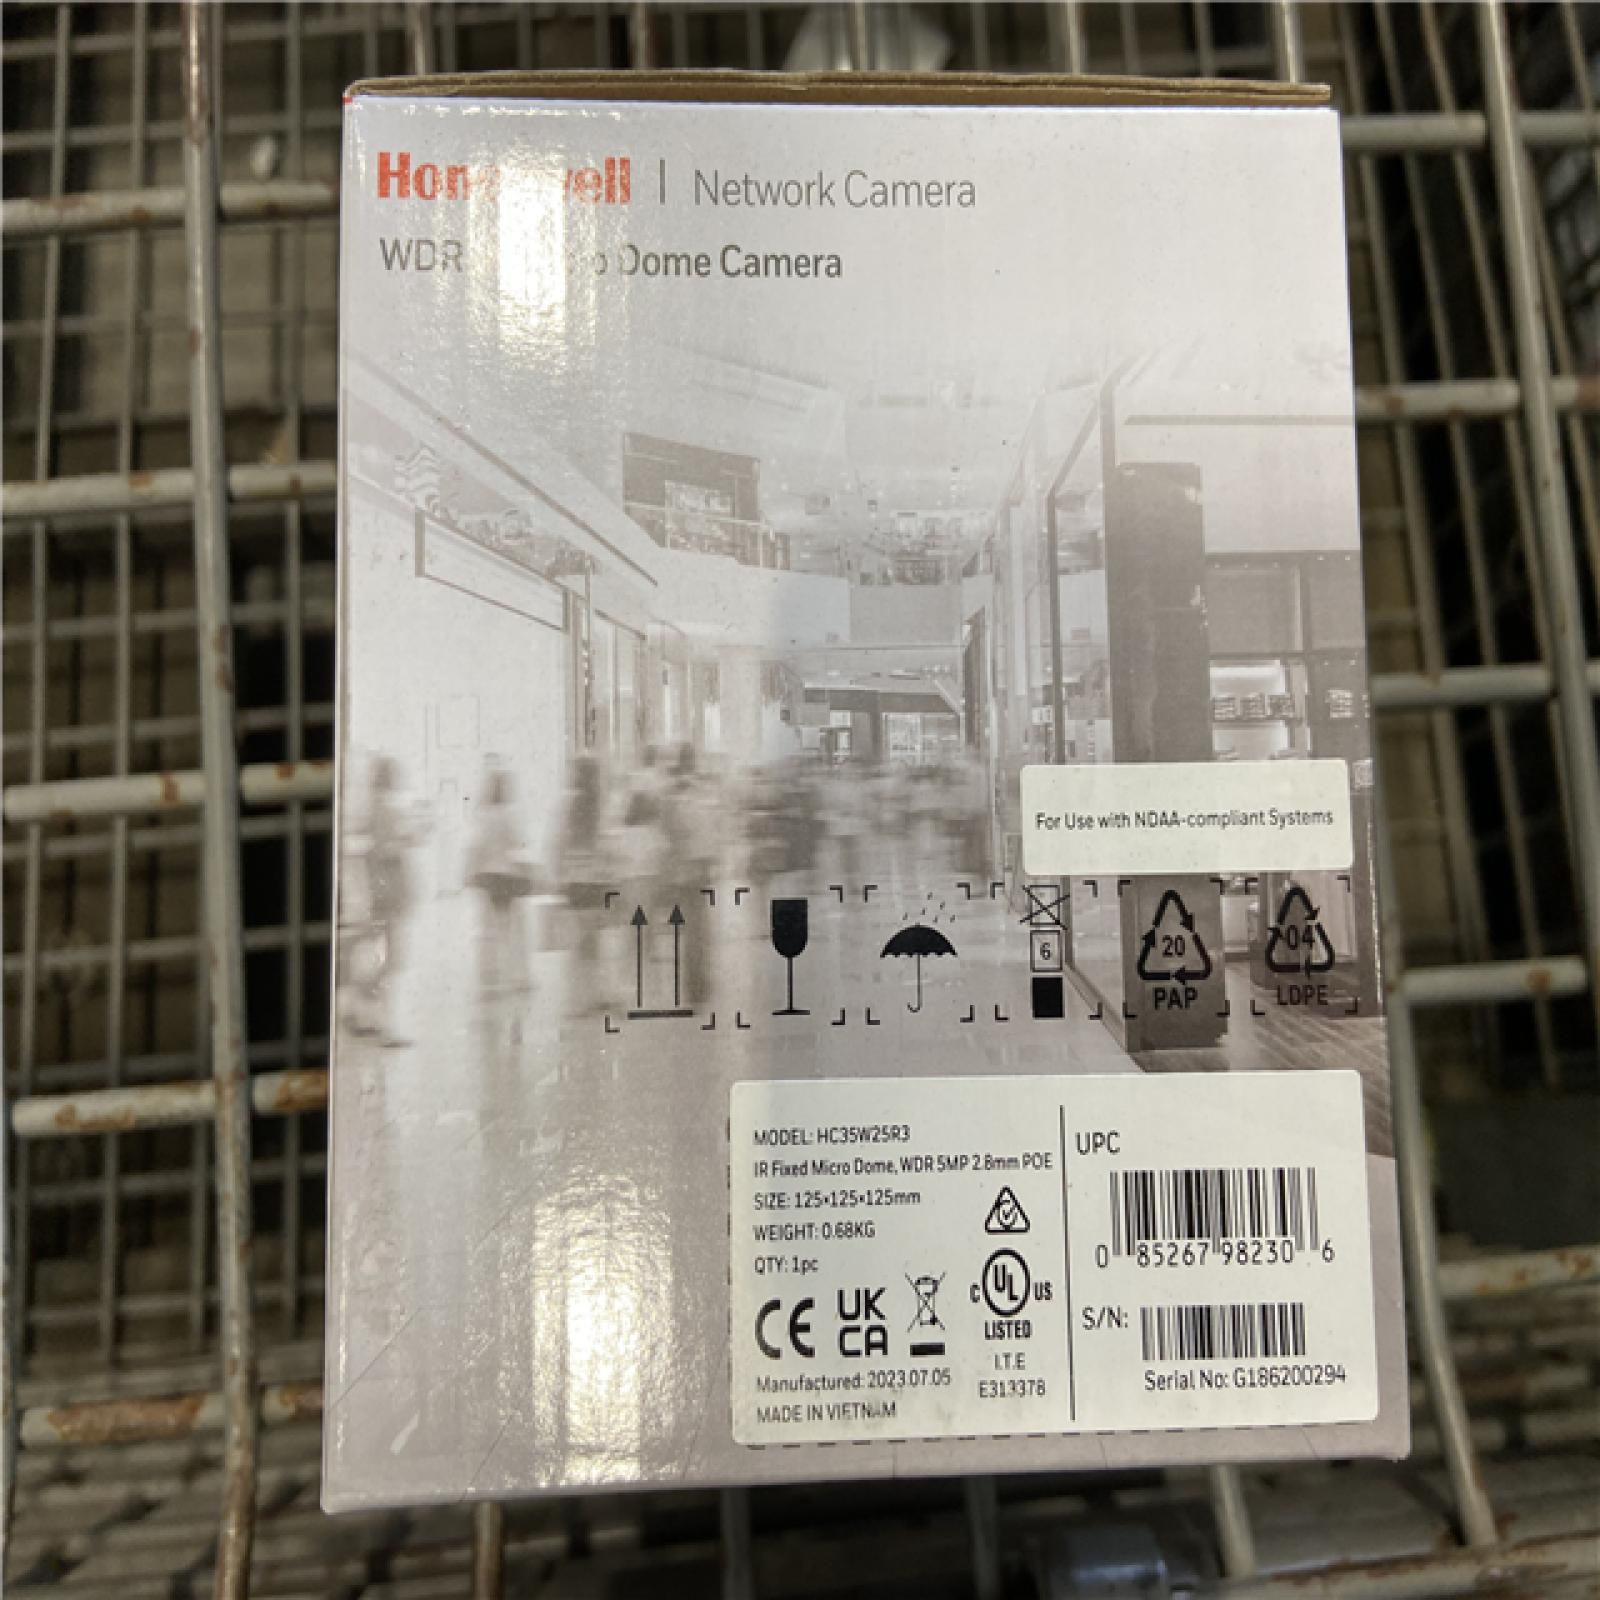 Honeywell | Network Camera
WDR Dome Camera
For Use with NDAA-compliant Systems
6
20
PAP
04
LDPE
MODEL: HC35W25R3
IR Fixed Micro Dome, WDR 5MP 2.8mm POE
SIZE: 125×125×125mm
WEIGHT: 0.68KG
QTY: 1pc
CE UK CA
C UL US
LISTED
I.T.E
E313378
Manufactured: 2023.07.05
MADE IN VIETNAM
UPC
0 85267 98230 6
S/N:
Serial No: G186200294